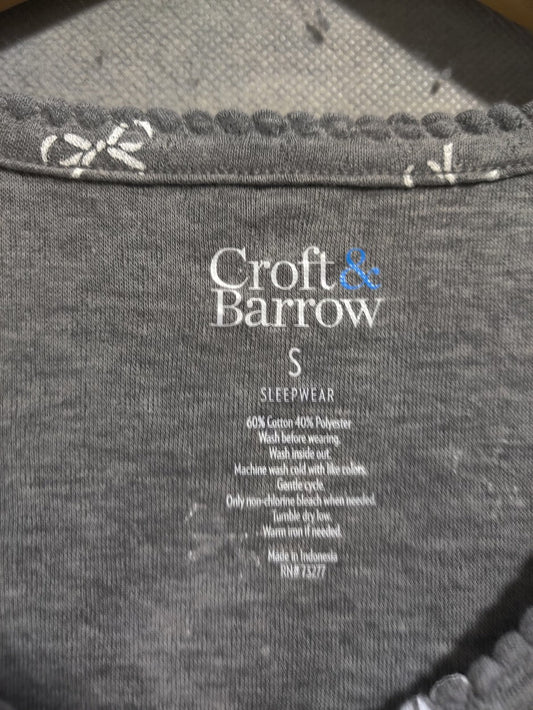 Croft&
Barrow
S
SLEEPWEAR
60% Cotton 40% Polyester
Wash before wearing.
Wash inside out.
Machine wash cold with like colors.
Gentle cycle.
Only non-chlorine bleach when needed.
Tumble dry low.
Warm iron if needed.
Made in Indonesia
RN# 73277